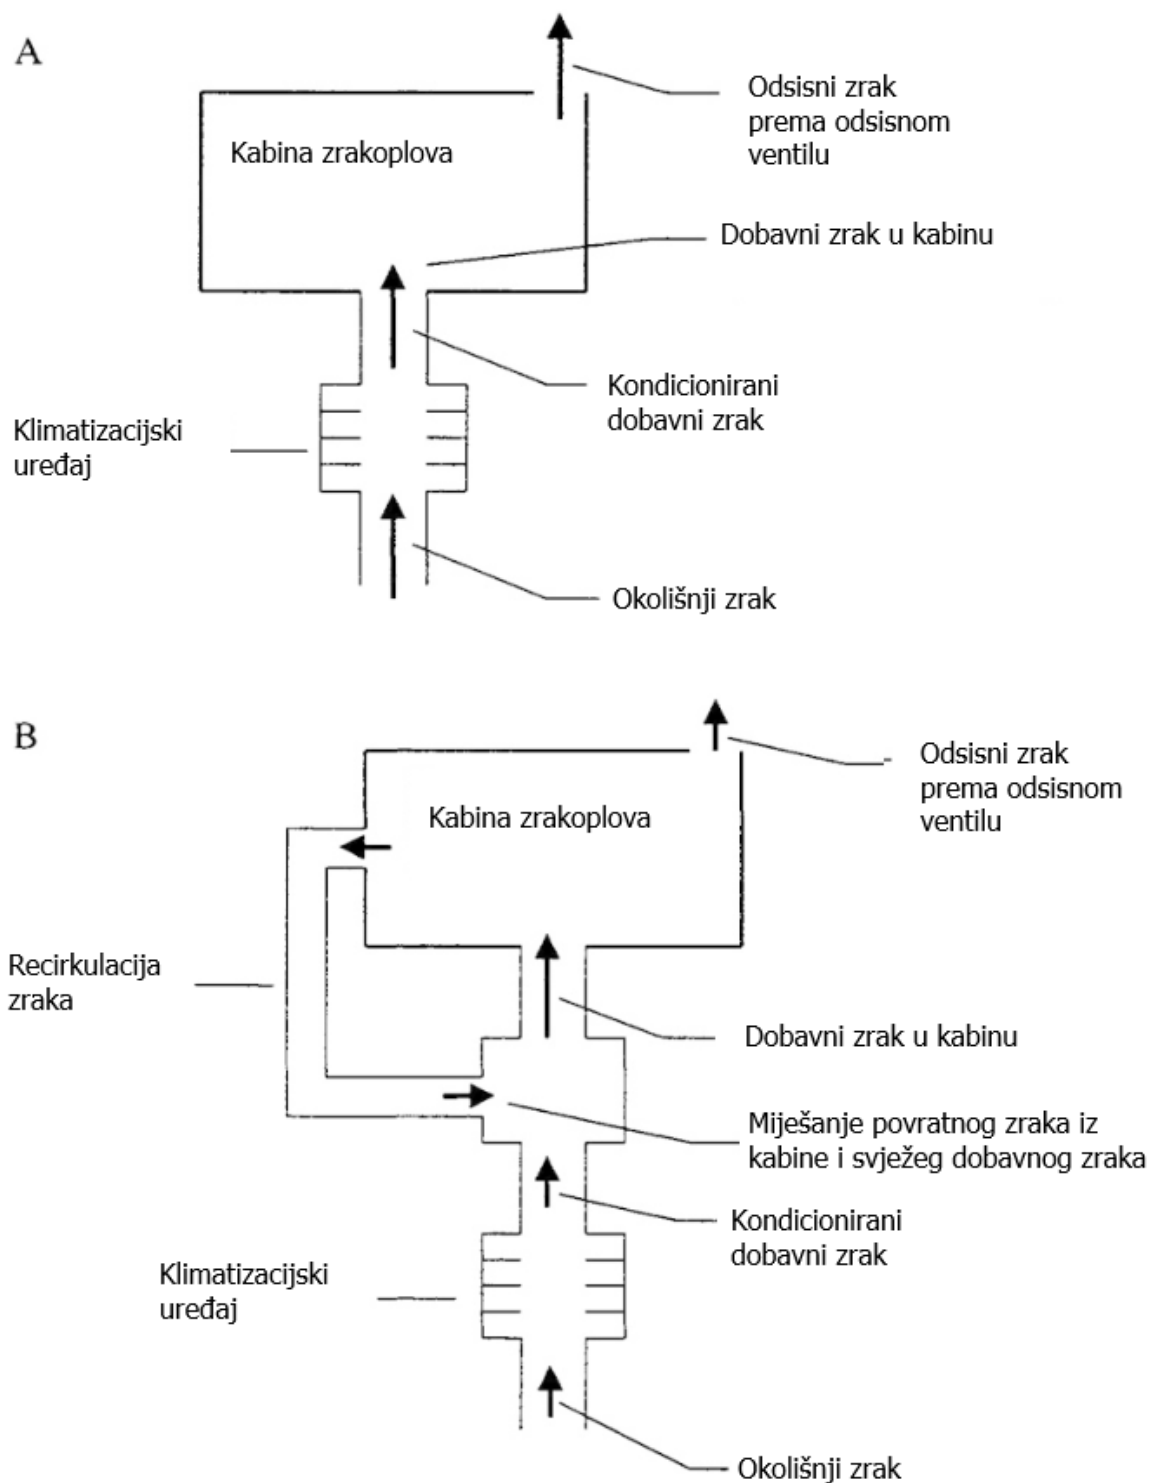 A
Odsisni zrak
prema odsisnom
ventilu
Kabina zrakoplova
Dobavni zrak u kabinu
Kondicionirani
dobavni zrak
Klimatizacijski
uređaj
Okolišnji zrak
B
Odsisni zrak
prema odsisnom
ventilu
Kabina zrakoplova
Recirkulacija
zraka
Dobavni zrak u kabinu
Miješanje povratnog zraka iz
kabine i svježeg dobavnog zraka
Kondicionirani
dobavni zrak
Klimatizacijski
uređaj
Okolišnji zrak